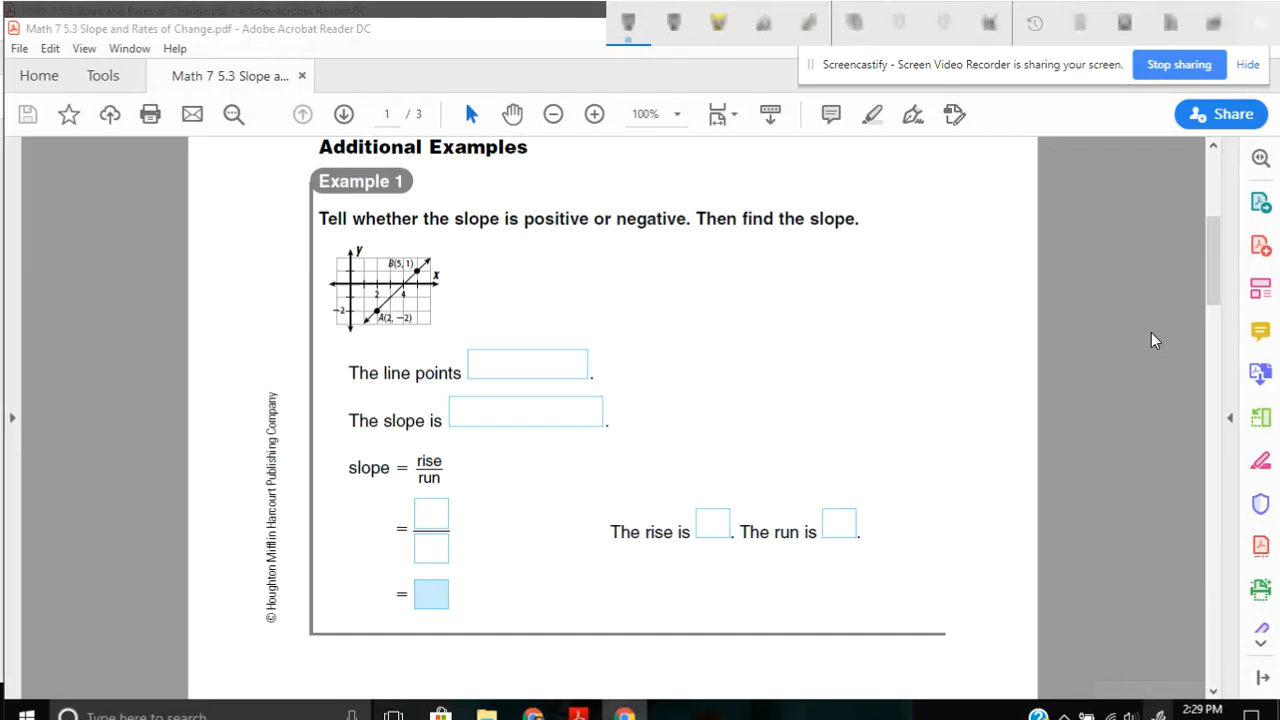 Math 7 5.3 Slope and Rates of Change.pdf - Adobe Acrobat Reader DC
File Edit View Window Help
Screencastify - Screen Video Recorder is sharing your screen.
Stop sharing
Hide
Home
Tools
Math 7 5.3 Slope a...
1 / 3
100%
Share
Additional Examples
Example 1
Tell whether the slope is positive or negative. Then find the slope.
y
B(5, 1)
x
2
4
−2
A(2, −2)
The line points .
The slope is .
slope = rise
run
=
The rise is . The run is .
=
© Houghton Mifflin Harcourt Publishing Company
Type here to search
2:29 PM